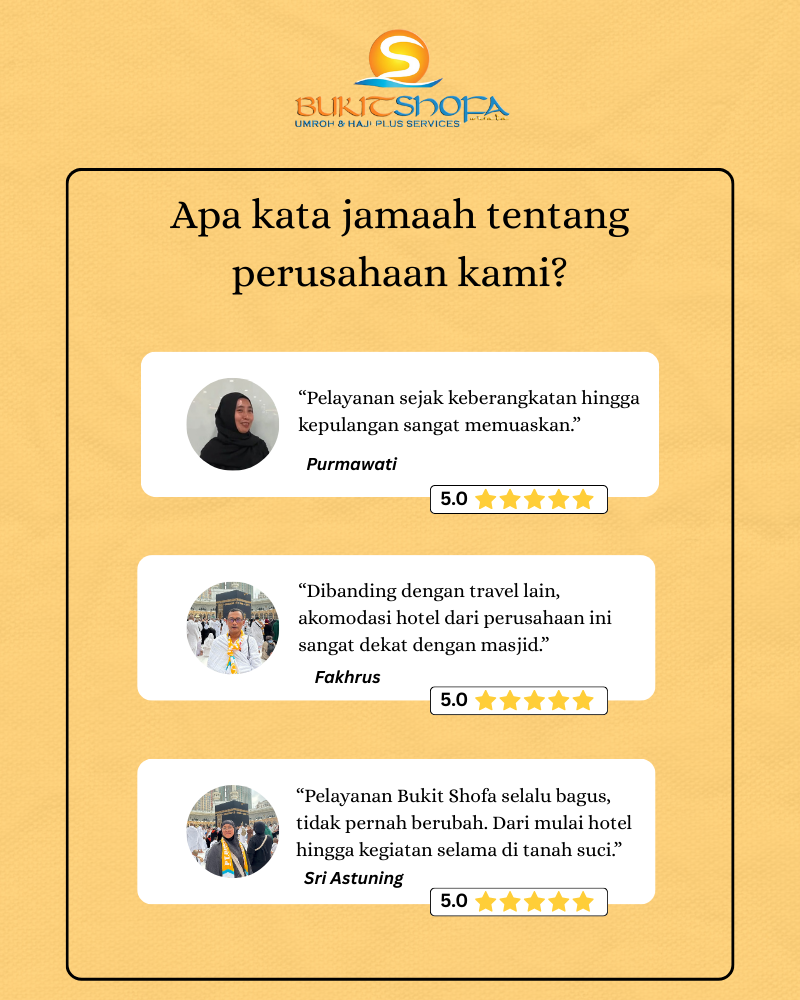 S
BUKITSHOFA
UMROH & HAJI PLUS SERVICES
Apa kata jamaah tentang
perusahaan kami?
“Pelayanan sejak keberangkatan hingga
kepulangan sangat memuaskan.”
Purmawati
5.0
“Dibanding dengan travel lain,
akomodasi hotel dari perusahaan ini
sangat dekat dengan masjid.”
Fakhrus
5.0
“Pelayanan Bukit Shofa selalu bagus,
tidak pernah berubah. Dari mulai hotel
hingga kegiatan selama di tanah suci.”
Sri Astuning
5.0